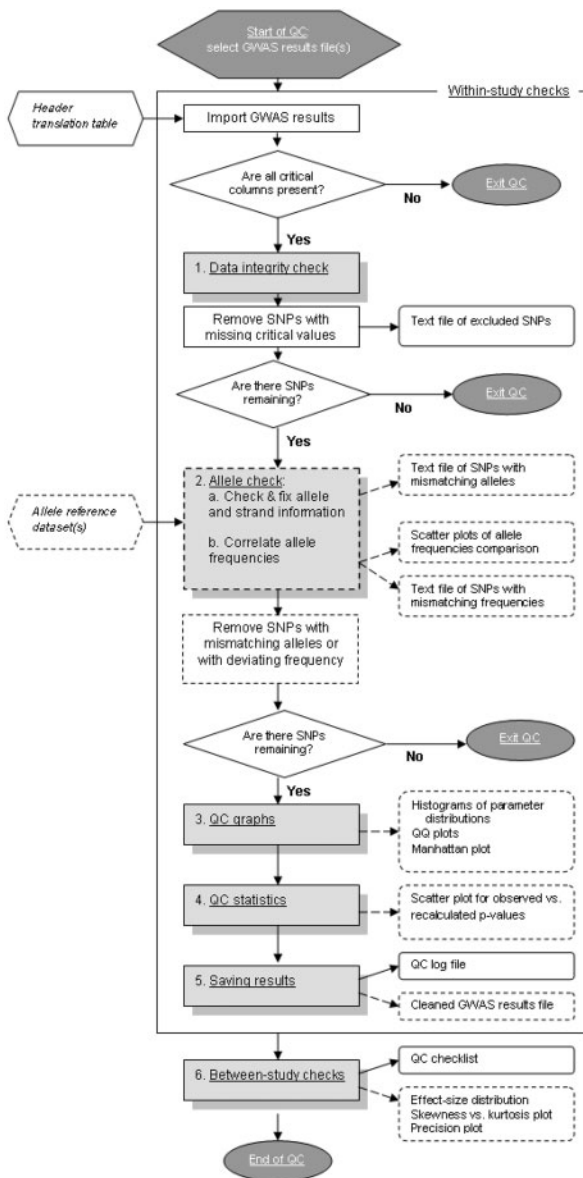 Start of QC
select GWAS results file(s)
Within-study checks
Header
translation table
Import GWAS results
Are all critical
columns present?
No
Exit QC
Yes
1. Data integrity check
Remove SNPs with
missing critical values
Text file of excluded SNPs
Are there SNPs
remaining?
No
Exit QC
Yes
2. Allele check:
a. Check & fix allele
and strand information
b. Correlate allele
frequencies
Allele reference
dataset(s)
Text file of SNPs with
mismatching alleles
Scatter plots of allele
frequencies comparison
Text file of SNPs with
mismatching frequencies
Remove SNPs with
mismatching alleles or
with deviating frequency
Are there SNPs
remaining?
No
Exit QC
Yes
3. QC graphs
Histograms of parameter
distributions
QQ plots
Manhattan plot
4. QC statistics
Scatter plot for observed vs.
recalculated p-values
5. Saving results
QC log file
Cleaned GWAS results file
6. Between-study checks
QC checklist
Effect-size distribution
Skewness vs. kurtosis plot
Precision plot
End of QC